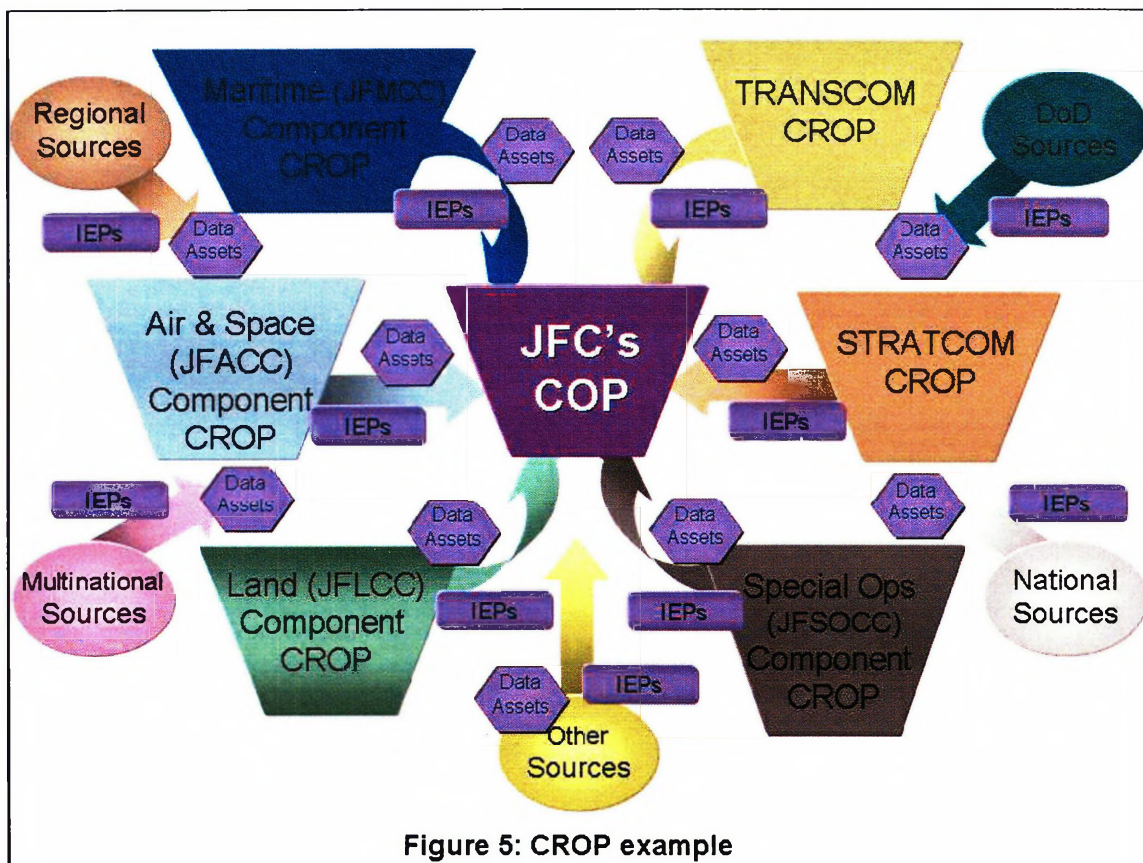 Maritime (JFMCC)
Component
CROP
TRANSCOM
CROP
Regional
Sources
DoD
Sources
Data
Assets
Data
Assets
IEPs
IEPs
IEPs
IEPs
Data
Assets
Data
Assets
Air & Space
(JFACC)
Component
CROP
Data
Assets
IEPs
JFC's
COP
Data
Assets
IEPs
STRATCOM
CROP
IEPs
Data
Assets
Data
Assets
IEPs
Multinational
Sources
Land (JFLCC)
Component
CROP
Data
Assets
IEPs
Data
Assets
IEPs
Special Ops
(JFSOCC)
Component
CROP
National
Sources
Data
Assets
IEPs
Other
Sources
Figure 5: CROP example